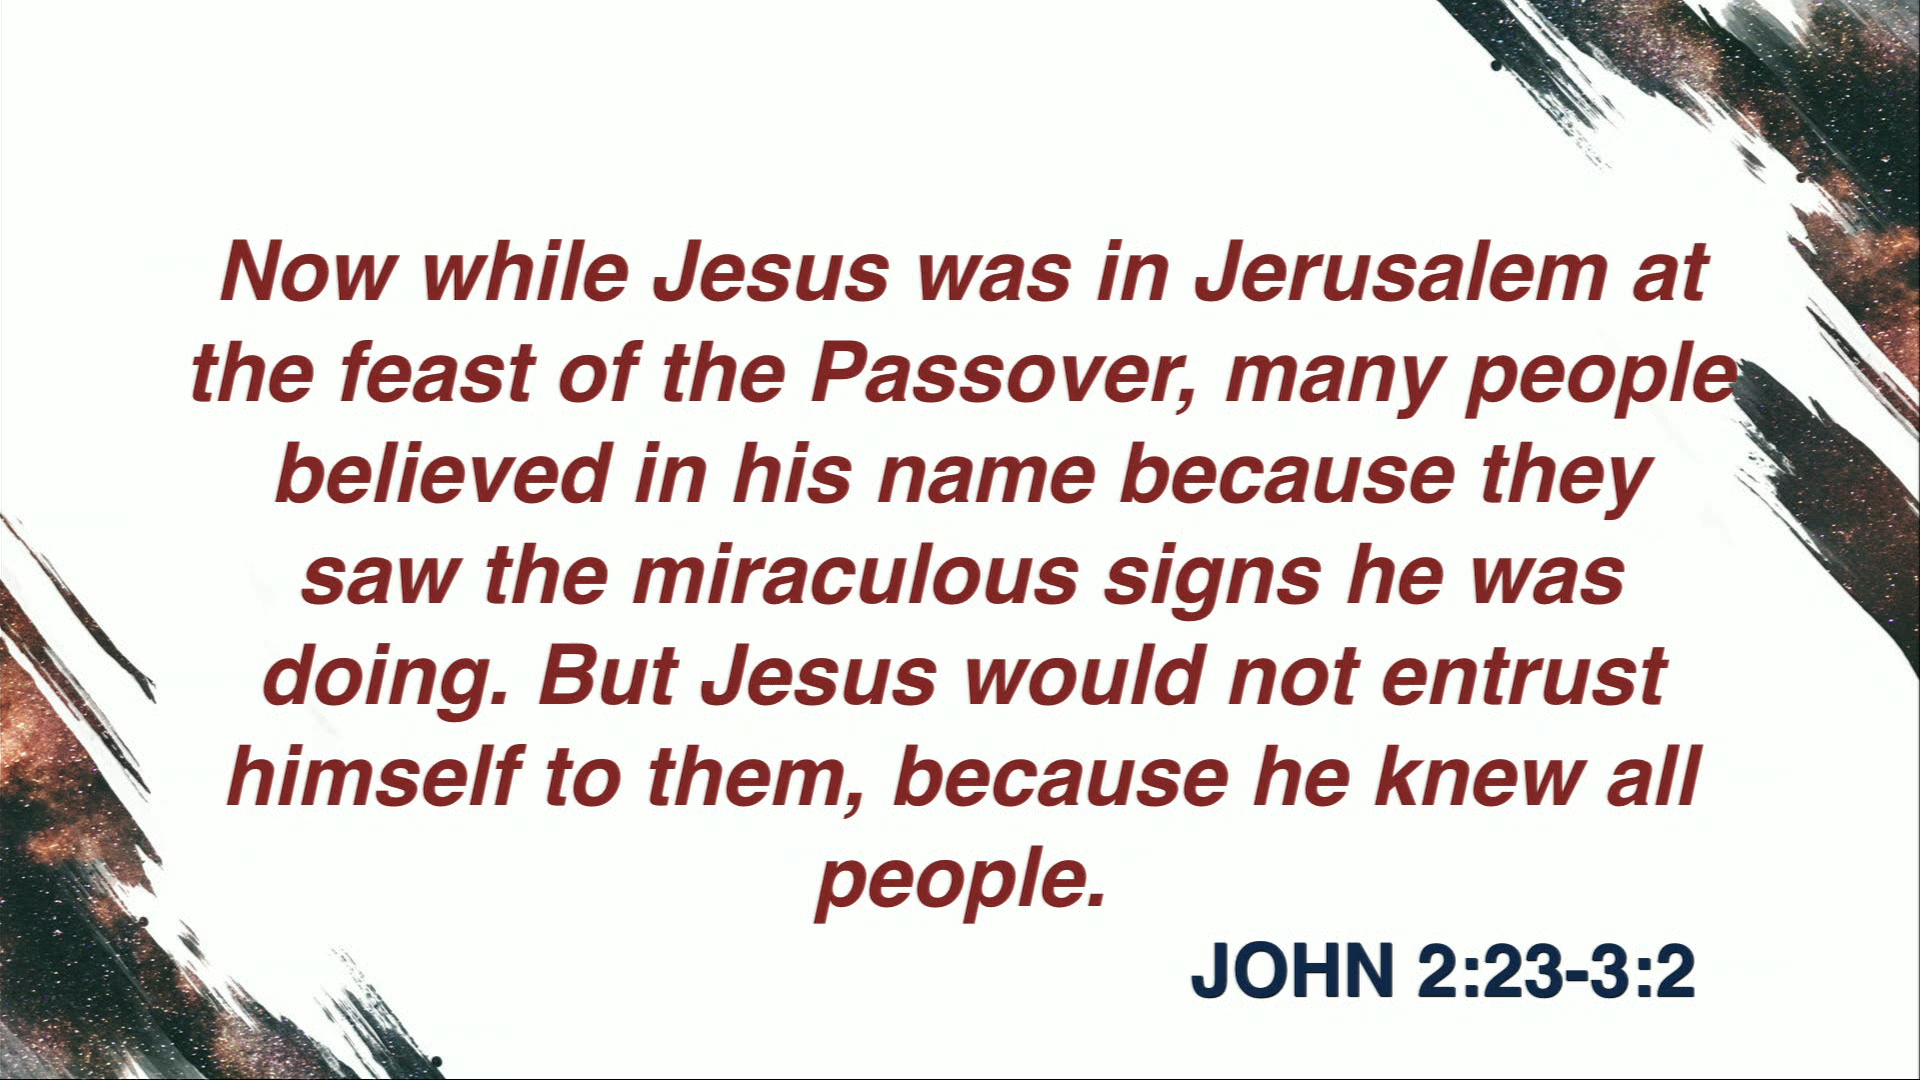 Now while Jesus was in Jerusalem at
the feast of the Passover, many people
believed in his name because they
saw the miraculous signs he was
doing. But Jesus would not entrust
himself to them, because he knew all
people.
JOHN 2:23-3:2